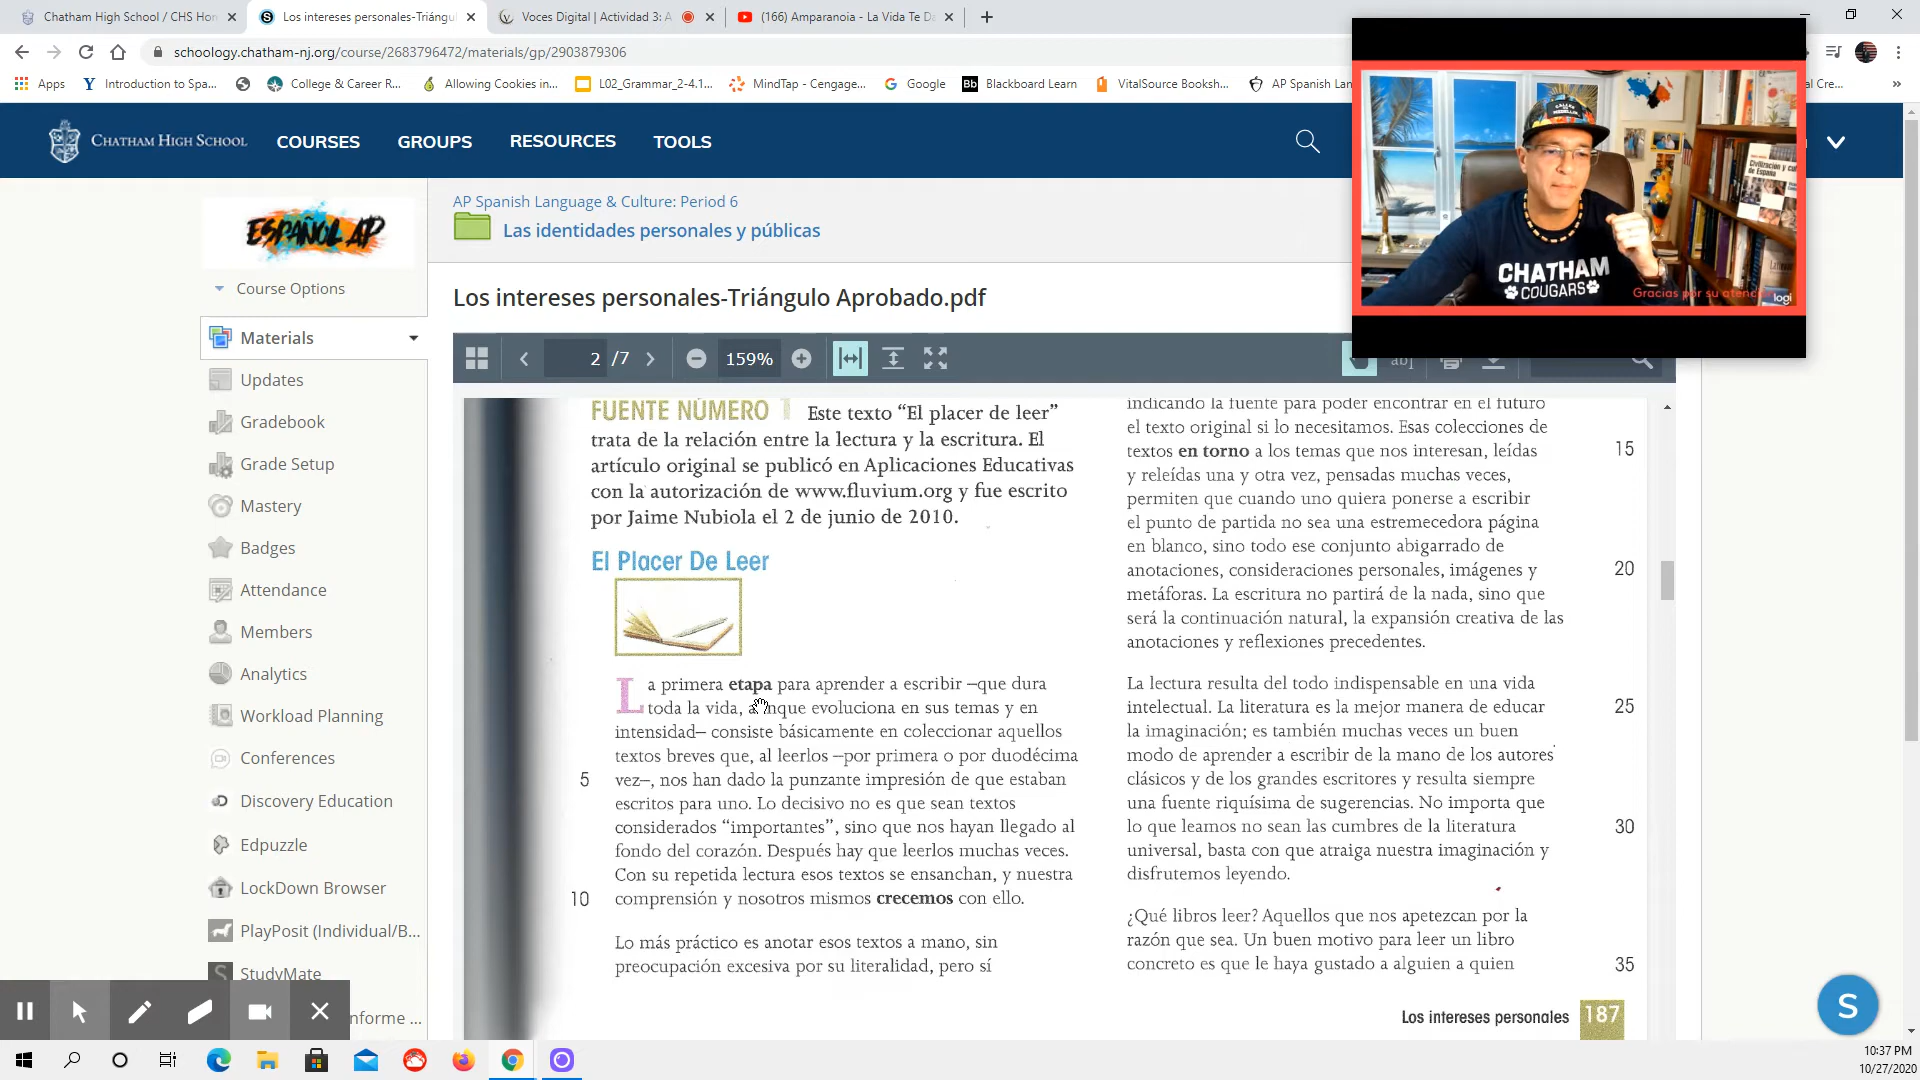 Chatham High School / CHS Hon
Los intereses personales-Triángul
Voces Digital | Actividad 3: A
(166) Amparanoia - La Vida Te Da
schoology.chatham-nj.org/course/2683796472/materials/gp/2903879306
Apps
Introduction to Spa...
College & Career R...
Allowing Cookies in...
L02_Grammar_2-4.1...
MindTap - Cengage...
Google
Blackboard Learn
VitalSource Booksh...
AP Spanish Lan
al Cre...
CHATHAM HIGH SCHOOL
COURSES
GROUPS
RESOURCES
TOOLS
Civilización y cu
de España
CHATHAM
COUGARS
Gracias por su atenc
logi
ESPAÑOL AP
Course Options
Materials
Updates
Gradebook
Grade Setup
Mastery
Badges
Attendance
Members
Analytics
Workload Planning
Conferences
Discovery Education
Edpuzzle
LockDown Browser
PlayPosit (Individual/B...
StudyMate
nforme ...
AP Spanish Language & Culture: Period 6
Las identidades personales y públicas
Los intereses personales-Triángulo Aprobado.pdf
2 /7
159%
FUENTE NÚMERO 1 Este texto “El placer de leer”
trata de la relación entre la lectura y la escritura. El
artículo original se publicó en Aplicaciones Educativas
con la autorización de www.fluvium.org y fue escrito
por Jaime Nubiola el 2 de junio de 2010.
El Placer De Leer
La primera etapa para aprender a escribir –que dura
toda la vida, aunque evoluciona en sus temas y en
intensidad– consiste básicamente en coleccionar aquellos
textos breves que, al leerlos –por primera o por duodécima
5 vez–, nos han dado la punzante impresión de que estaban
escritos para uno. Lo decisivo no es que sean textos
considerados “importantes”, sino que nos hayan llegado al
fondo del corazón. Después hay que leerlos muchas veces.
Con su repetida lectura esos textos se ensanchan, y nuestra
10 comprensión y nosotros mismos crecemos con ello.
Lo más práctico es anotar esos textos a mano, sin
preocupación excesiva por su literalidad, pero sí
indicando la fuente para poder encontrar en el futuro
el texto original si lo necesitamos. Esas colecciones de
textos en torno a los temas que nos interesan, leídas 15
y releídas una y otra vez, pensadas muchas veces,
permiten que cuando uno quiera ponerse a escribir
el punto de partida no sea una estremecedora página
en blanco, sino todo ese conjunto abigarrado de
anotaciones, consideraciones personales, imágenes y 20
metáforas. La escritura no partirá de la nada, sino que
será la continuación natural, la expansión creativa de las
anotaciones y reflexiones precedentes.
La lectura resulta del todo indispensable en una vida
intelectual. La literatura es la mejor manera de educar 25
la imaginación; es también muchas veces un buen
modo de aprender a escribir de la mano de los autores
clásicos y de los grandes escritores y resulta siempre
una fuente riquísima de sugerencias. No importa que
lo que leamos no sean las cumbres de la literatura 30
universal, basta con que atraiga nuestra imaginación y
disfrutemos leyendo.
¿Qué libros leer? Aquellos que nos apetezcan por la
razón que sea. Un buen motivo para leer un libro
concreto es que le haya gustado a alguien a quien 35
Los intereses personales 187
S
10:37 PM
10/27/2020